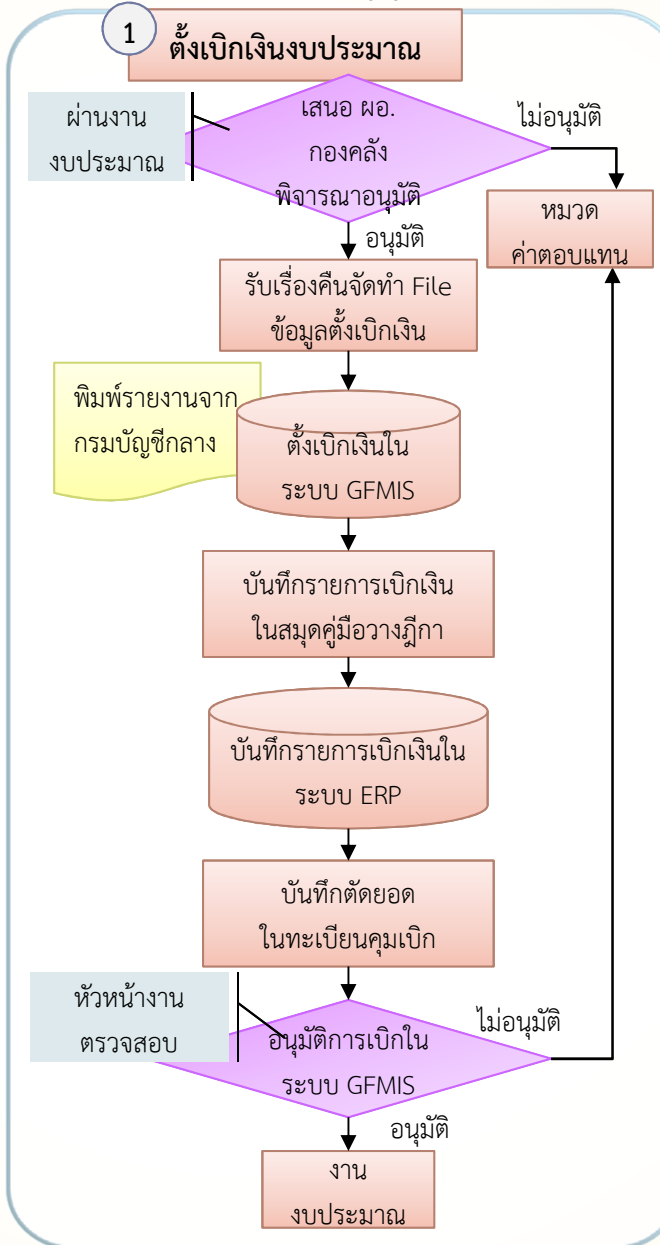 1
ตั้งเบิกเงินงบประมาณ
ผ่านงาน
งบประมาณ
เสนอ ผอ.
กองคลัง
พิจารณาอนุมัติ
ไม่อนุมัติ
หมวด
ค่าตอบแทน
อนุมัติ
รับเรื่องคืนจัดทำ File
ข้อมูลตั้งเบิกเงิน
พิมพ์รายงานจาก
กรมบัญชีกลาง
ตั้งเบิกเงินใน
ระบบ GFMIS
บันทึกรายการเบิกเงิน
ในสมุดคู่มือวางฎีกา
บันทึกรายการเบิกเงินใน
ระบบ ERP
บันทึกตัดยอด
ในทะเบียนคุมเบิก
หัวหน้างาน
ตรวจสอบ
อนุมัติการเบิกใน
ระบบ GFMIS
ไม่อนุมัติ
อนุมัติ
งาน
งบประมาณ